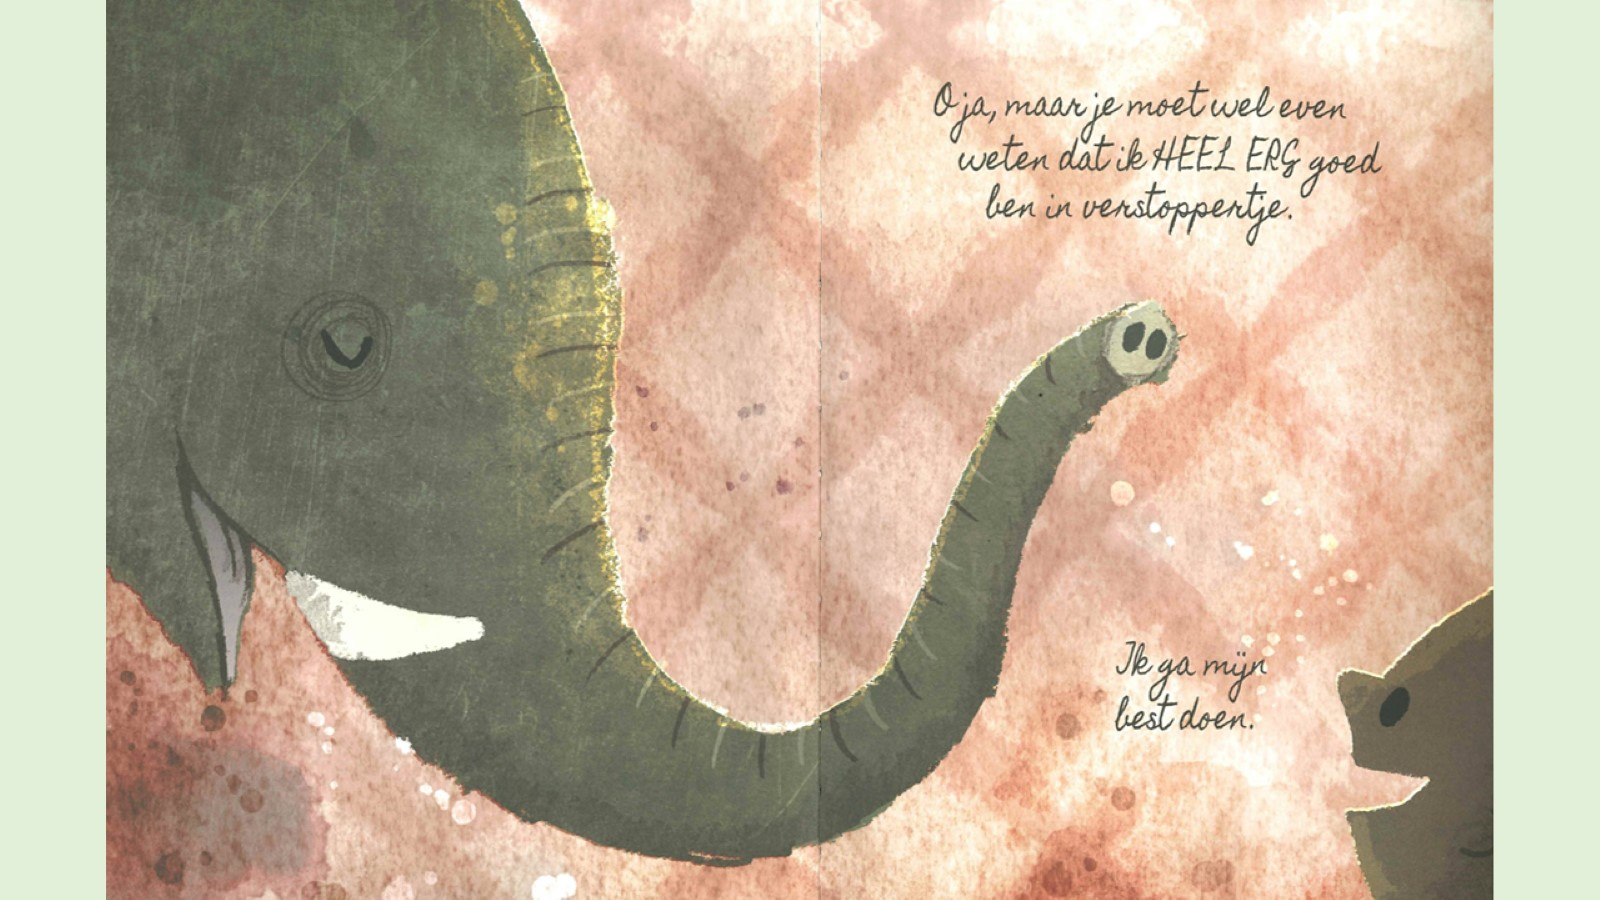 O ja, maar je moet wel even
weten dat ik HEEL ERG goed
ben in verstoppertje.
Ik ga mijn
best doen.